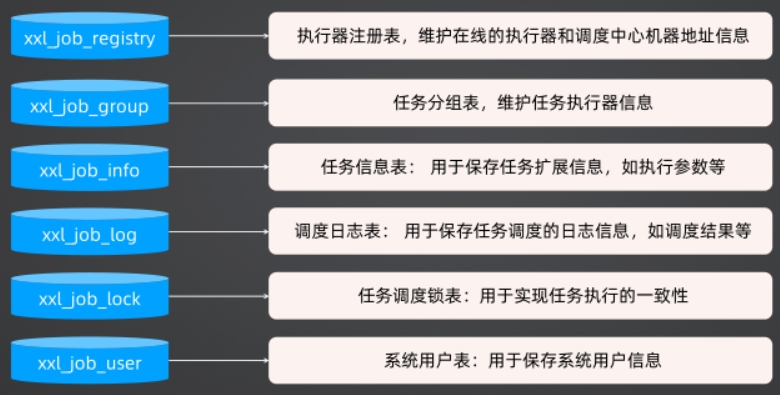 xxl_job_registry
执行器注册表，维护在线的执行器和调度中心机器地址信息
xxl_job_group
任务分组表，维护任务执行器信息
xxl_job_info
任务信息表： 用于保存任务扩展信息，如执行参数等
xxl_job_log
调度日志表： 用于保存任务调度的日志信息，如调度结果等
xxl_job_lock
任务调度锁表：用于实现任务执行的一致性
xxl_job_user
系统用户表：用于保存系统用户信息